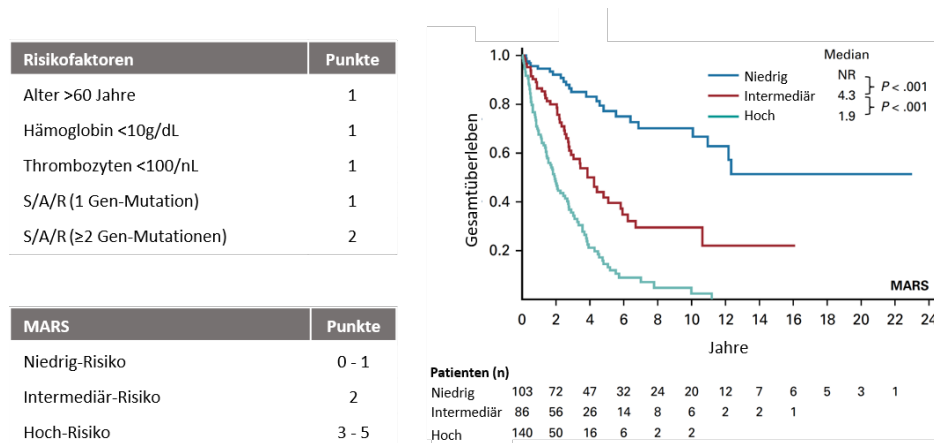 Risikofaktoren Punkte
Alter >60 Jahre 1
Hämoglobin <10g/dL 1
Thrombozyten <100/nL 1
S/A/R (1 Gen-Mutation) 1
S/A/R (≥2 Gen-Mutationen) 2
MARS Punkte
Niedrig-Risiko 0 - 1
Intermediär-Risiko 2
Hoch-Risiko 3 - 5
Gesamtüberleben
1.0
0.8
0.6
0.4
0.2
Median
Niedrig NR
Intermediär 4.3
Hoch 1.9
P < .001
P < .001
MARS
0 2 4 6 8 10 12 14 16 18 20 22 24
Jahre
Patienten (n)
Niedrig 103 72 47 32 24 20 12 7 6 5 3 1
Intermediär 86 56 26 14 8 6 2 2 1
Hoch 140 50 16 6 2 2